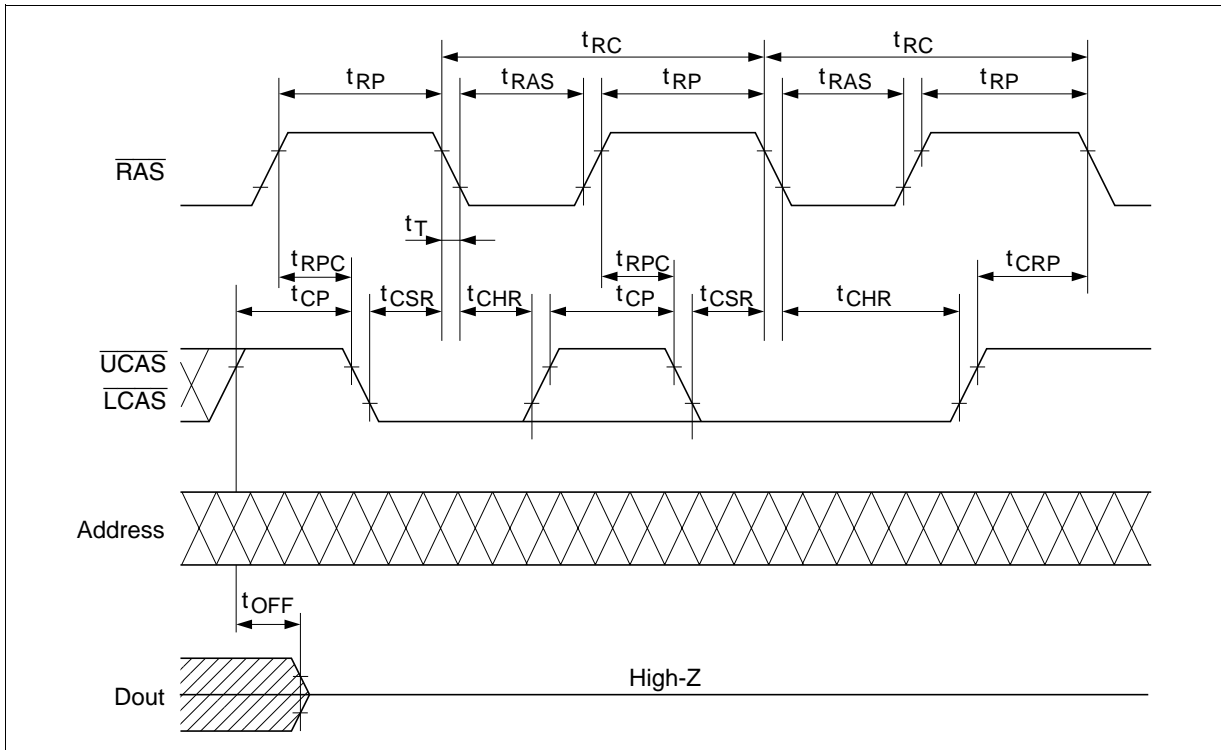 tRC tRC
tRP tRAS tRP tRAS tRP
RAS
tT
tRPC tRPC tCRP
tCP tCSR tCHR tCP tCSR tCHR
UCAS
LCAS
Address
tOFF
High-Z
Dout